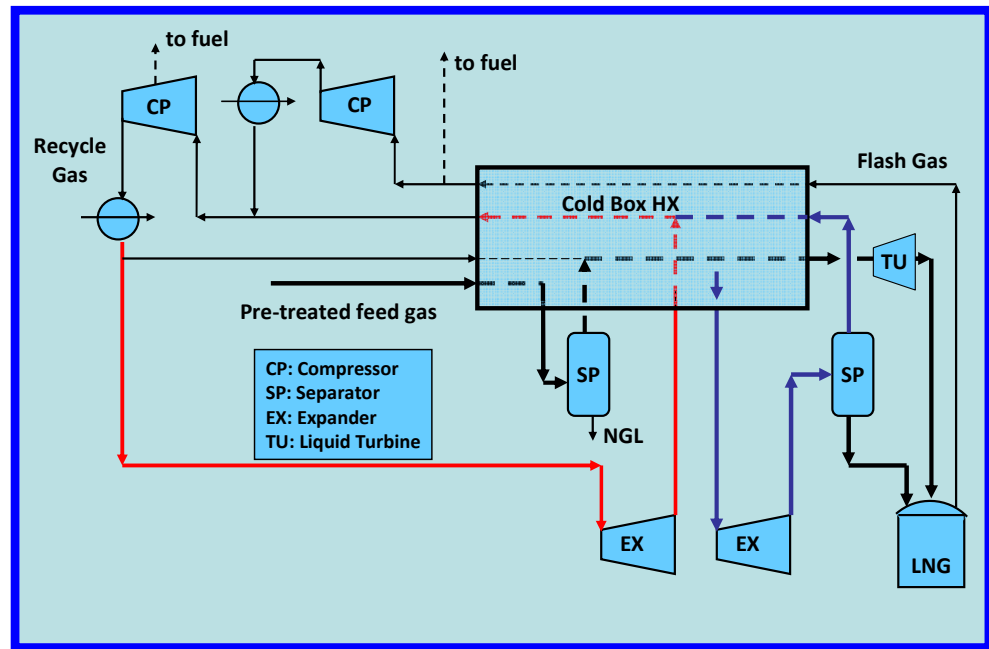 to fuel
to fuel
CP
CP
Recycle
Gas
Flash Gas
Cold Box HX
TU
Pre-treated feed gas
CP: Compressor
SP: Separator
EX: Expander
TU: Liquid Turbine
SP
SP
NGL
EX
EX
LNG